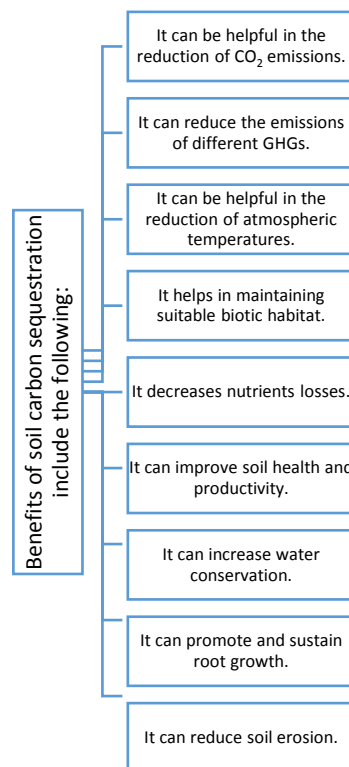 Benefits of soil carbon sequestration
include the following:
It can be helpful in the
reduction of CO₂ emissions.
It can reduce the emissions
of different GHGs.
It can be helpful in the
reduction of atmospheric
temperatures.
It helps in maintaining
suitable biotic habitat.
It decreases nutrients losses.
It can improve soil health and
productivity.
It can increase water
conservation.
It can promote and sustain
root growth.
It can reduce soil erosion.